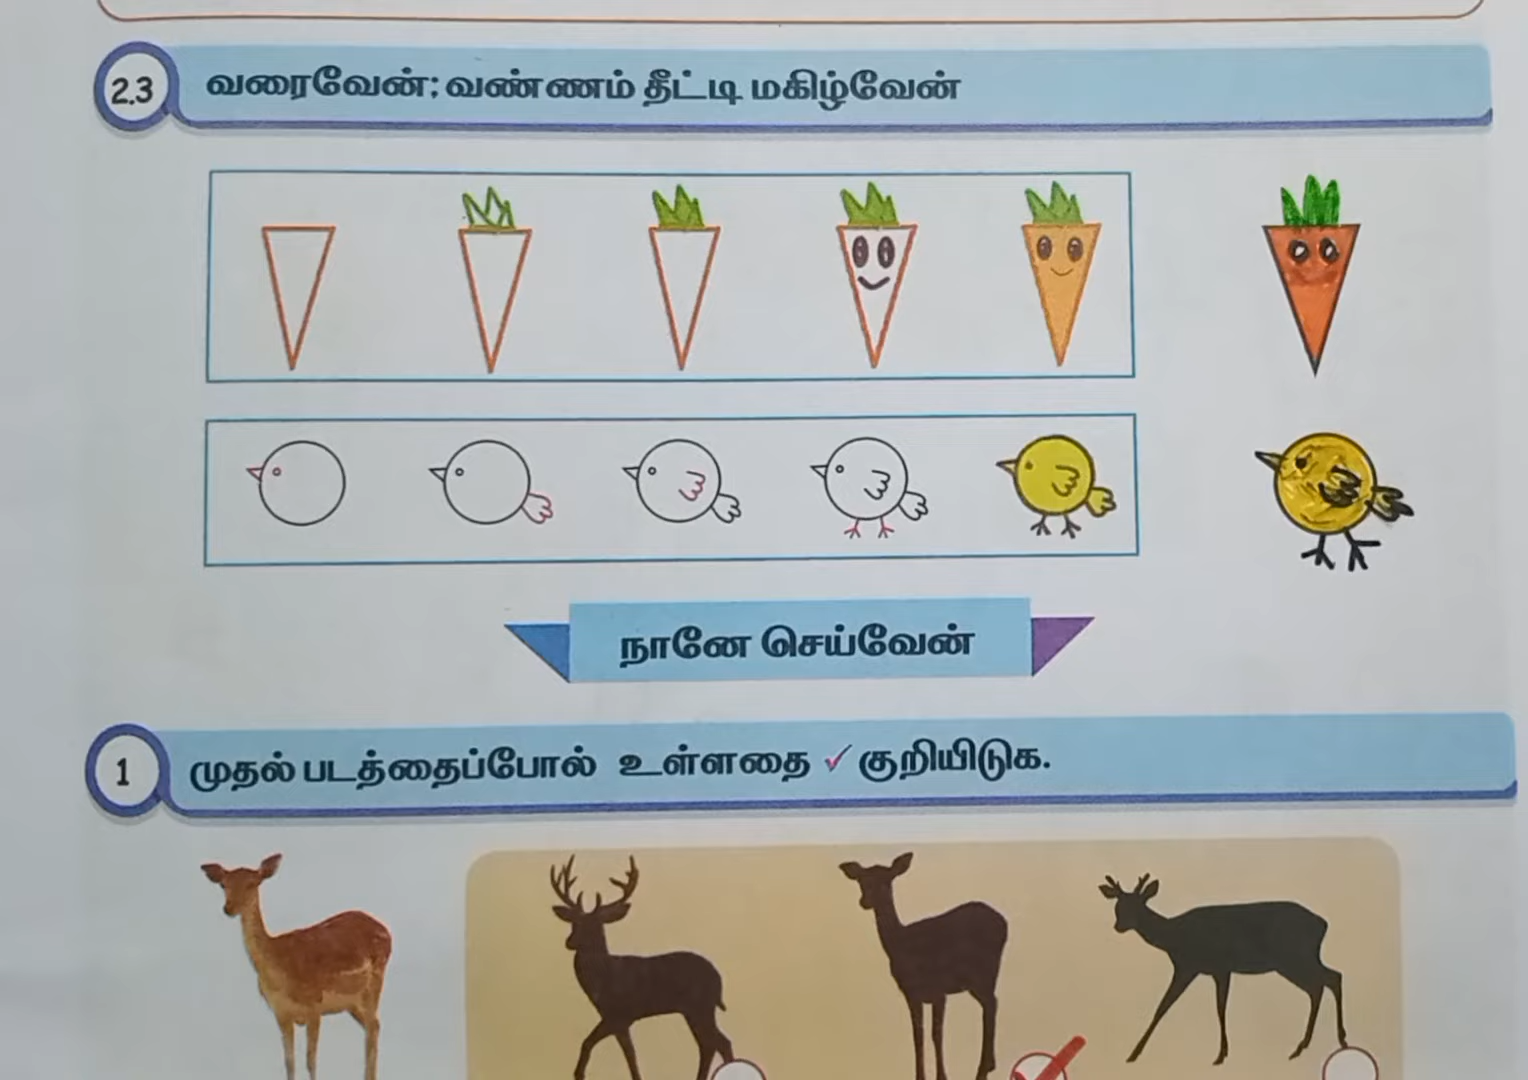 2.3 வரைவேன்; வண்ணம் தீட்டி மகிழ்வேன்
நானே செய்வேன்
1 முதல் படத்தைப்போல் உள்ளதை ✓ குறியிடுக.